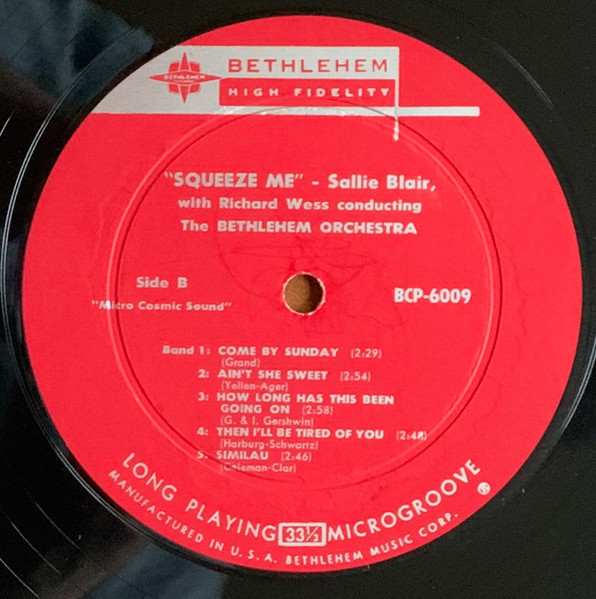 BETHLEHEM
BETHLEHEM
HIGH FIDELITY
"SQUEEZE ME" - Sallie Blair,
with Richard Wess conducting
The BETHLEHEM ORCHESTRA
Side B
"Micro Cosmic Sound"
BCP-6009
Band 1: COME BY SUNDAY (2:29)
(Grand)
2: AIN'T SHE SWEET (2:54)
(Yellen-Ager)
3: HOW LONG HAS THIS BEEN
GOING ON (2:58)
(G. & I. Gershwin)
4: THEN I'LL BE TIRED OF YOU (2:48)
(Harburg-Schwartz)
5: SIMILAU (2:46)
(Coleman-Clar)
LONG PLAYING 33⅓ MICROGROOVE
MANUFACTURED IN U. S. A. BETHLEHEM MUSIC CORP.